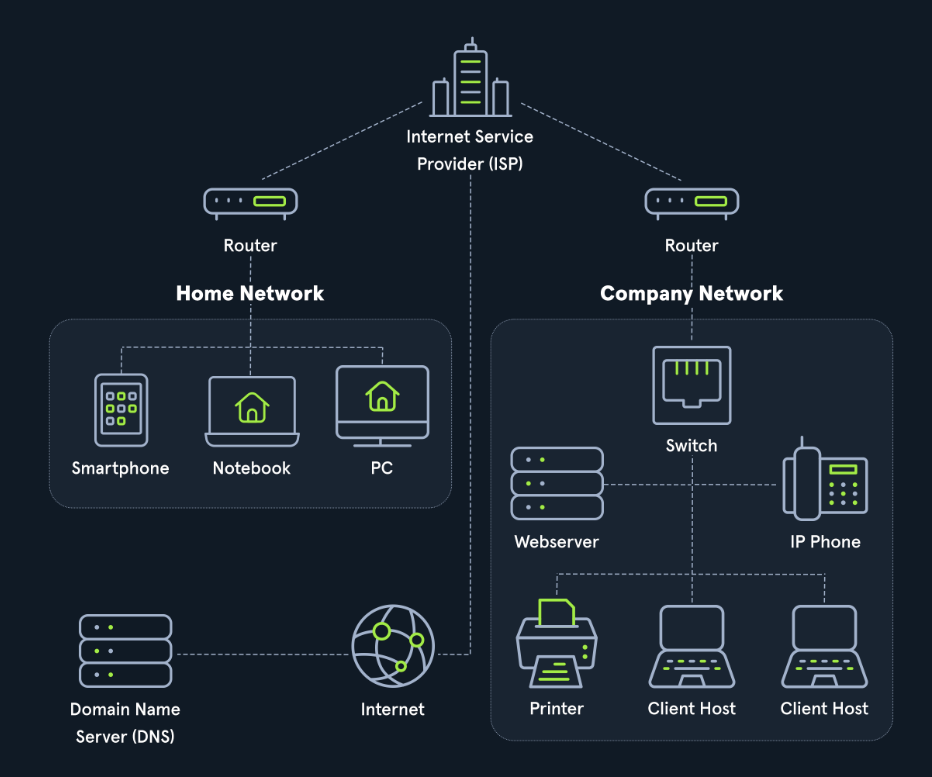 Internet Service
Provider (ISP)
Router
Router
Home Network
Company Network
Smartphone
Notebook
PC
Switch
Webserver
IP Phone
Domain Name
Server (DNS)
Internet
Printer
Client Host
Client Host